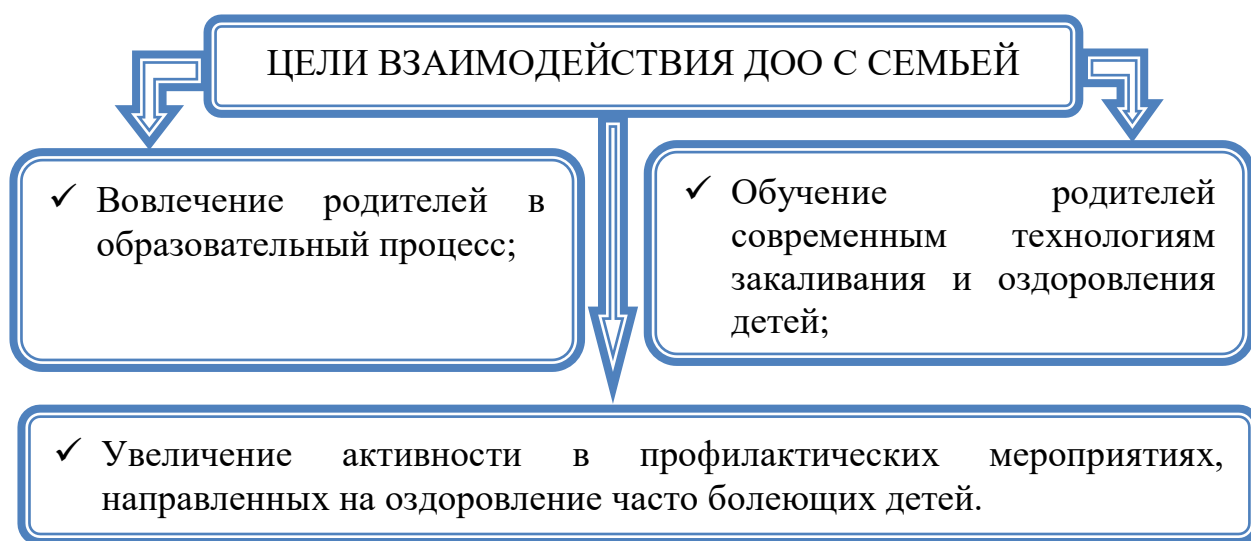 ЦЕЛИ ВЗАИМОДЕЙСТВИЯ ДОО С СЕМЬЕЙ
✓ Вовлечение родителей в
образовательный процесс;
✓ Обучение родителей
современным технологиям
закаливания и оздоровления
детей;
✓ Увеличение активности в профилактических мероприятиях,
направленных на оздоровление часто болеющих детей.